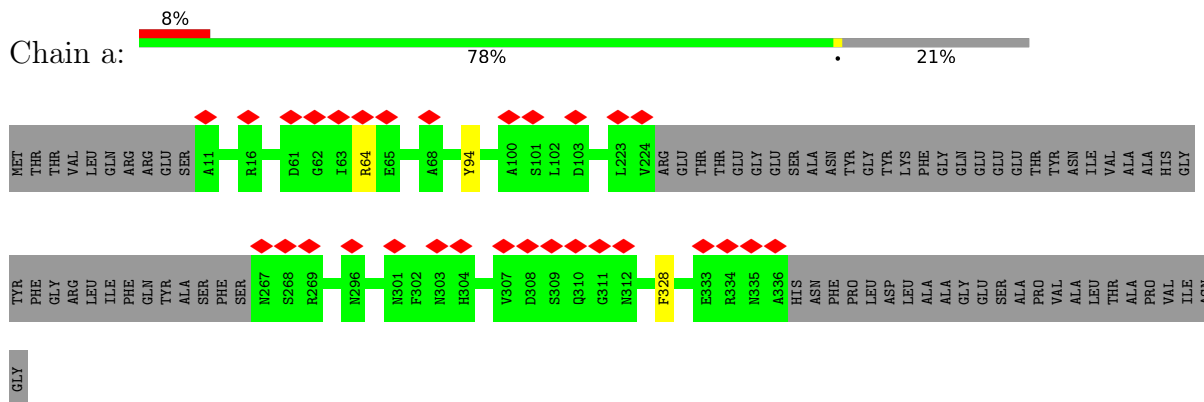 8%
Chain a:
78% • 21%
MET THR THR VAL LEU GLN ARG ARG GLU SER A11 R16 D61 G62 I63 R64 E65 A68 Y94 A100 S101 L102 D103 L223 V224 ARG GLU THR THR GLU GLY GLU SER ALA ASN TYR GLY TYR LYS PHE GLY GLN GLU GLU GLU THR TYR ASN ILE VAL ALA ALA HIS GLY
TYR PHE GLY ARG LEU ILE PHE GLN TYR ALA SER PHE SER N267 S268 R269 N296 N301 F302 N303 H304 V307 D308 S309 Q310 G311 N312 F328 E333 R334 N335 A336 HIS ASN PHE PRO LEU ASP LEU ALA ALA GLY GLU SER ALA PRO VAL ALA LEU THR ALA PRO VAL ILE ASN
GLY